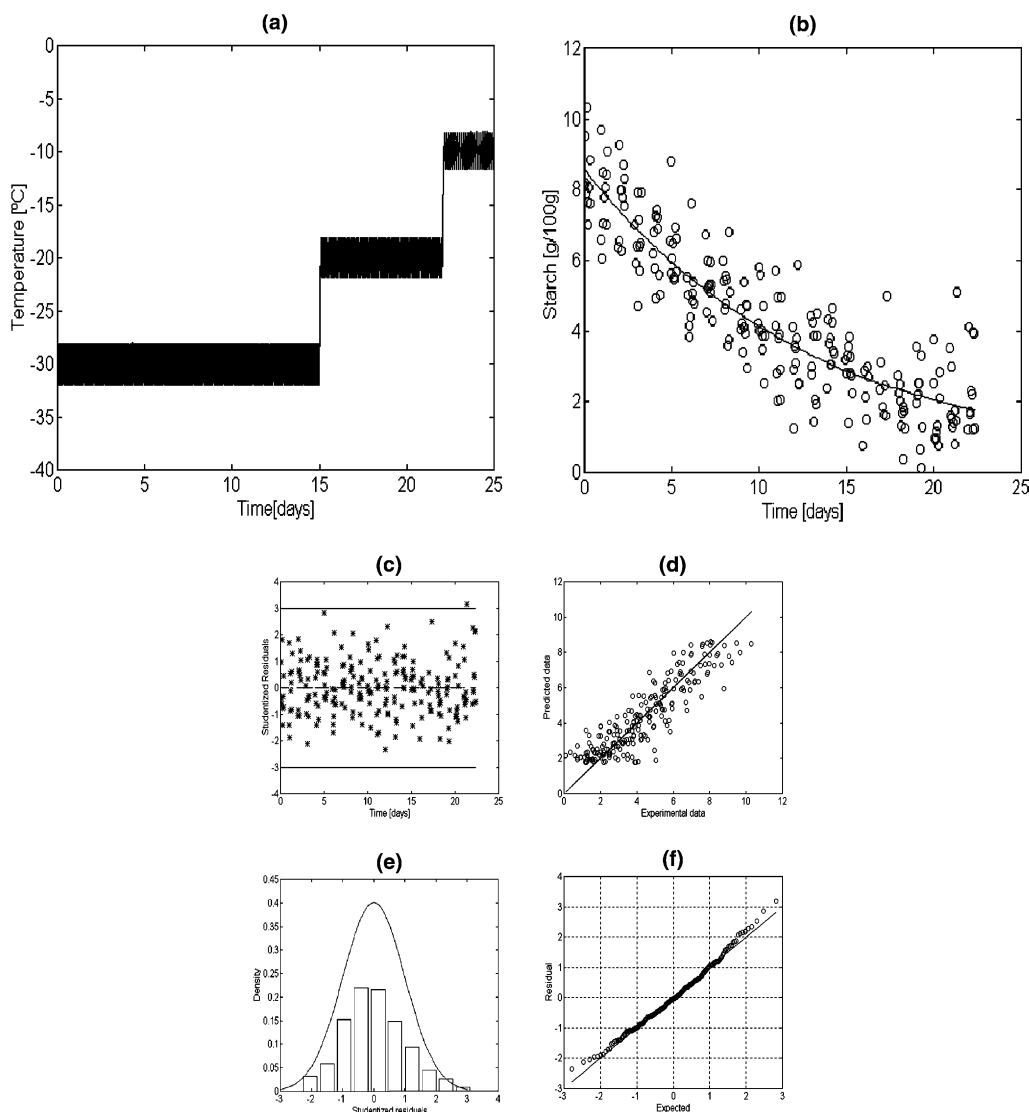 (a)
0
-5
-10
-15
-20
-25
-30
-35
-40
Temperature [ºC]
0 5 10 15 20 25
Time[days]
(b)
12
10
8
6
4
2
0
Starch [g/100g]
0 5 10 15 20 25
Time [days]
(c)
4
3
2
1
0
-1
-2
-3
-4
Studentized Residuals
0 5 10 15 20 25
Time [days]
(d)
12
10
8
6
4
2
0
Predicted data
0 2 4 6 8 10 12
Experimental data
(e)
0.45
0.4
0.35
0.3
0.25
0.2
0.15
0.1
0.05
0
Density
-3 -2 -1 0 1 2 3 4
Studentized residuals
(f)
4
3
2
1
0
-1
-2
-3
Residual
-3 -2 -1 0 1 2 3
Expected